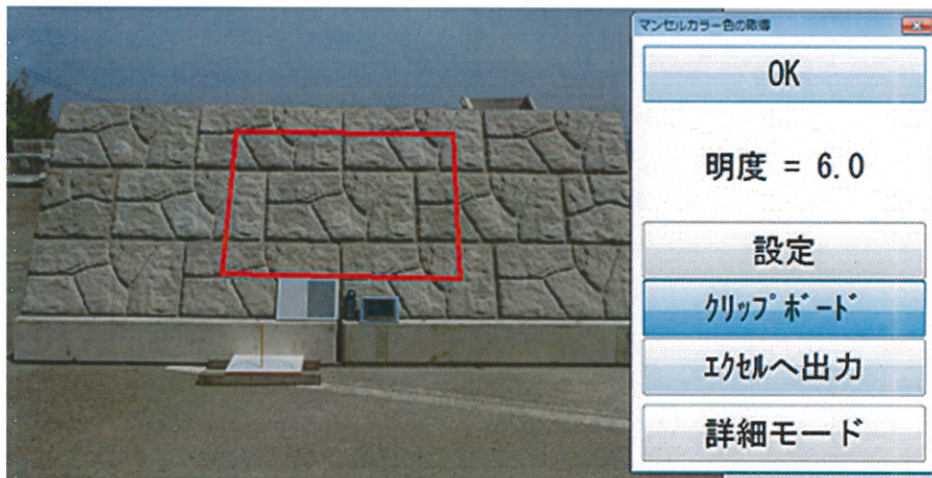 マンセルカラー色の取得
OK
明度 = 6.0
設定
クリップボード
エクセルへ出力
詳細モード